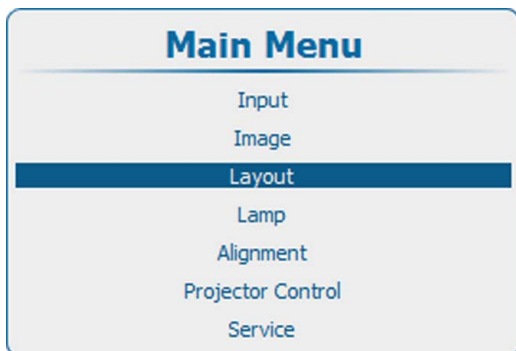 Main Menu
Input
Image
Layout
Lamp
Alignment
Projector Control
Service